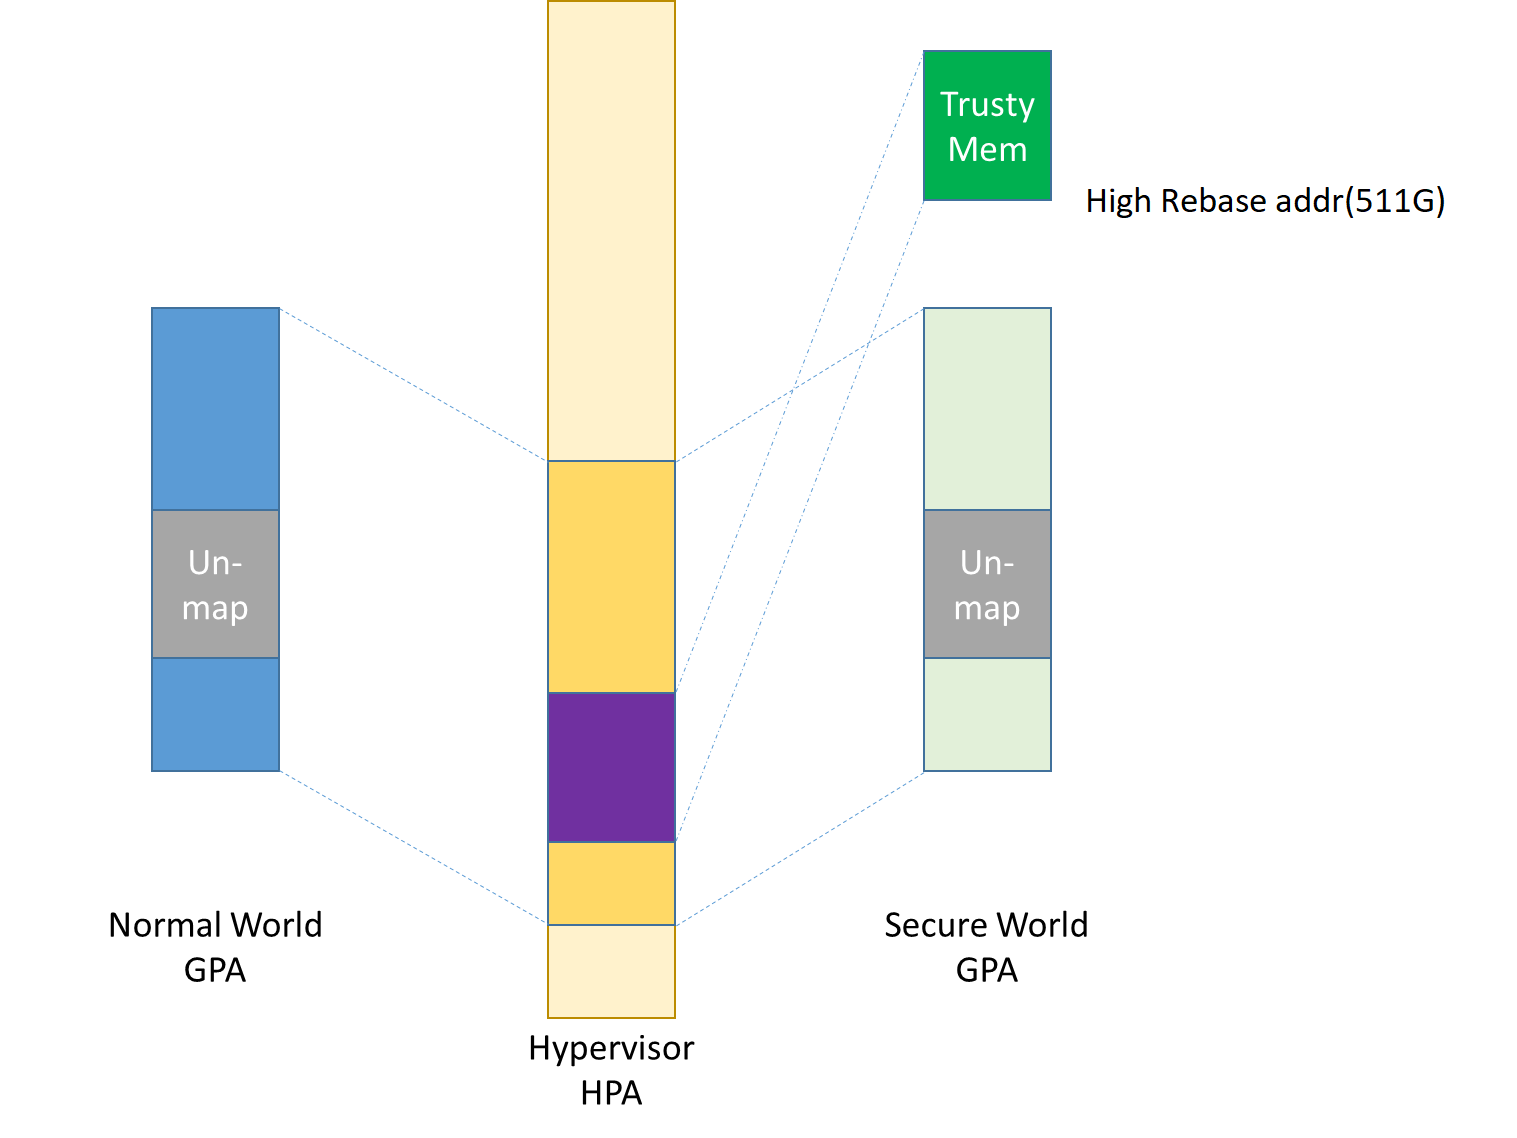 Trusty
Mem
High Rebase addr(511G)
Un-
map
Un-
map
Normal World
GPA
Secure World
GPA
Hypervisor
HPA